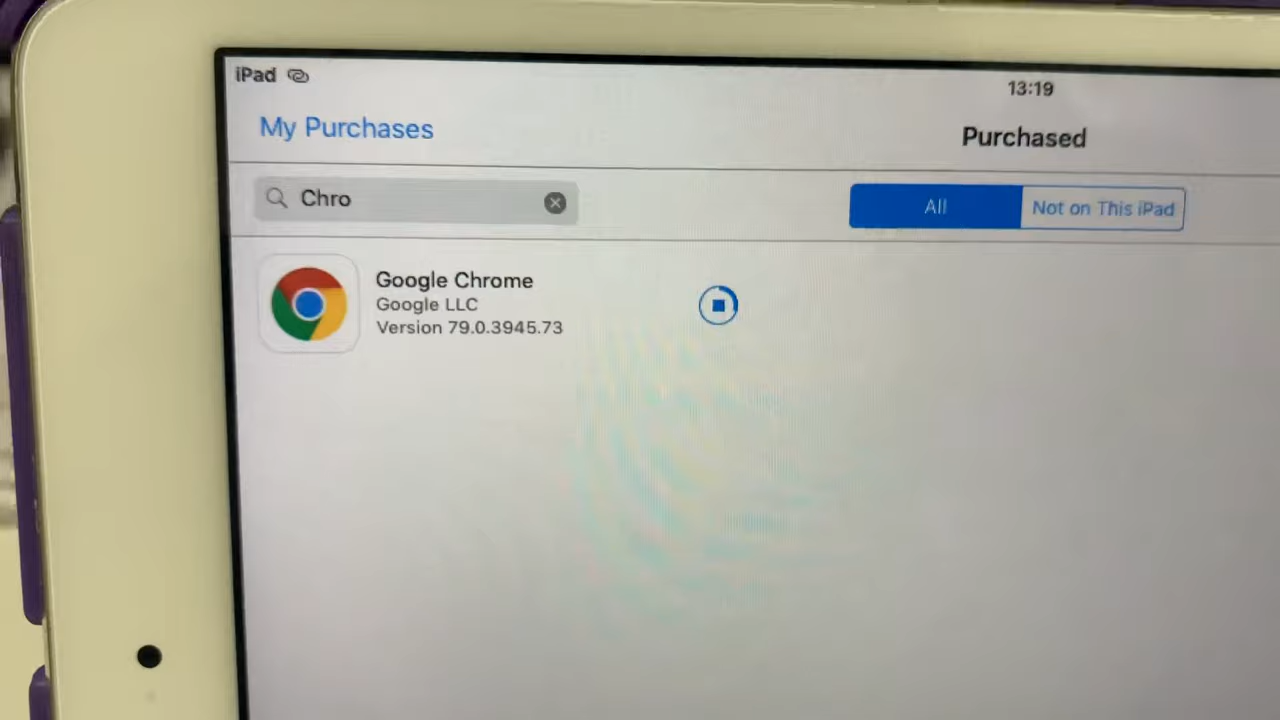 iPad
13:19
My Purchases
Purchased
Chro
All
Not on This iPad
Google Chrome
Google LLC
Version 79.0.3945.73